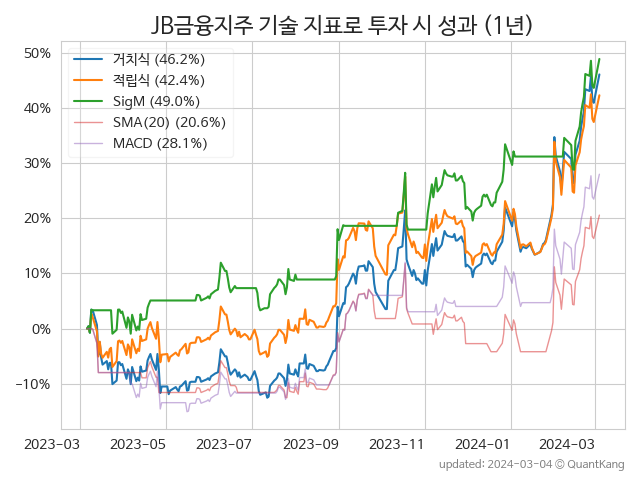 JB금융지주 기술 지표로 투자 시 성과 (1년)
거치식 (46.2%)
적립식 (42.4%)
SigM (49.0%)
SMA(20) (20.6%)
MACD (28.1%)
50%
40%
30%
20%
10%
0%
−10%
2023-03 2023-05 2023-07 2023-09 2023-11 2024-01 2024-03
updated: 2024-03-04 © QuantKang